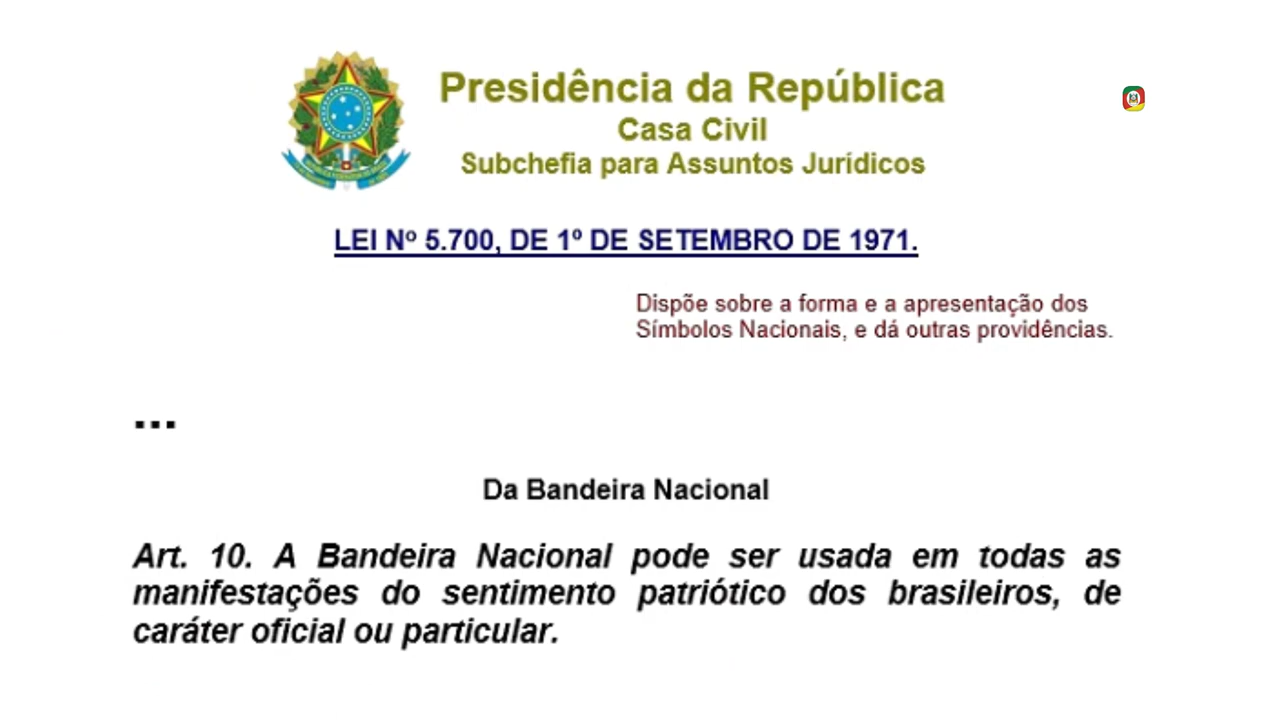 Presidência da República
Casa Civil
Subchefia para Assuntos Jurídicos
LEI Nº 5.700, DE 1º DE SETEMBRO DE 1971.
Dispõe sobre a forma e a apresentação dos
Símbolos Nacionais, e dá outras providências.
...
Da Bandeira Nacional
Art. 10. A Bandeira Nacional pode ser usada em todas as
manifestações do sentimento patriótico dos brasileiros, de
caráter oficial ou particular.